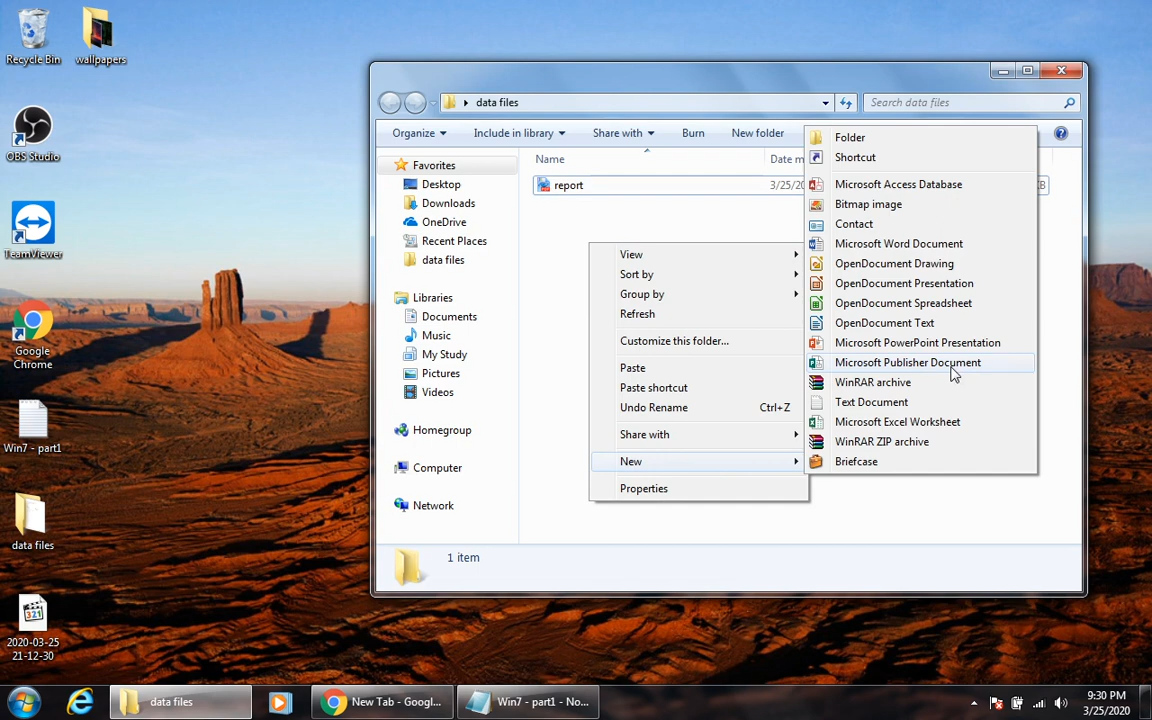 Recycle Bin
wallpapers
OBS Studio
TeamViewer
Google
Chrome
Win7 - part1
data files
321
2020-03-25
21-12-30
data files
Search data files
Organize
Include in library
Share with
Burn
New folder
Favorites
Desktop
Downloads
OneDrive
Recent Places
data files
Libraries
Documents
Music
My Study
Pictures
Videos
Homegroup
Computer
Network
Name
Date m
report
3/25/20
KB
View
Sort by
Group by
Refresh
Customize this folder...
Paste
Paste shortcut
Undo Rename Ctrl+Z
Share with
New
Properties
Folder
Shortcut
Microsoft Access Database
Bitmap image
Contact
Microsoft Word Document
OpenDocument Drawing
OpenDocument Presentation
OpenDocument Spreadsheet
OpenDocument Text
Microsoft PowerPoint Presentation
Microsoft Publisher Document
WinRAR archive
Text Document
Microsoft Excel Worksheet
WinRAR ZIP archive
Briefcase
1 item
data files
New Tab - Googl...
Win7 - part1 - No...
9:30 PM
3/25/2020